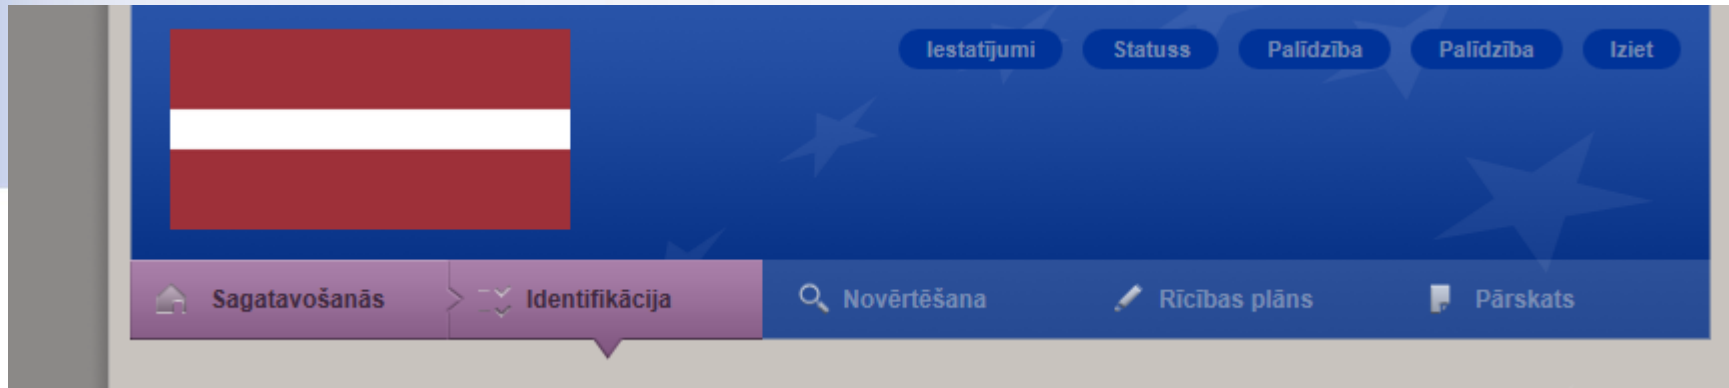 Iestatījumi Statuss Palīdzība Palīdzība Iziet
Sagatavošanās Identifikācija Novērtēšana Rīcības plāns Pārskats